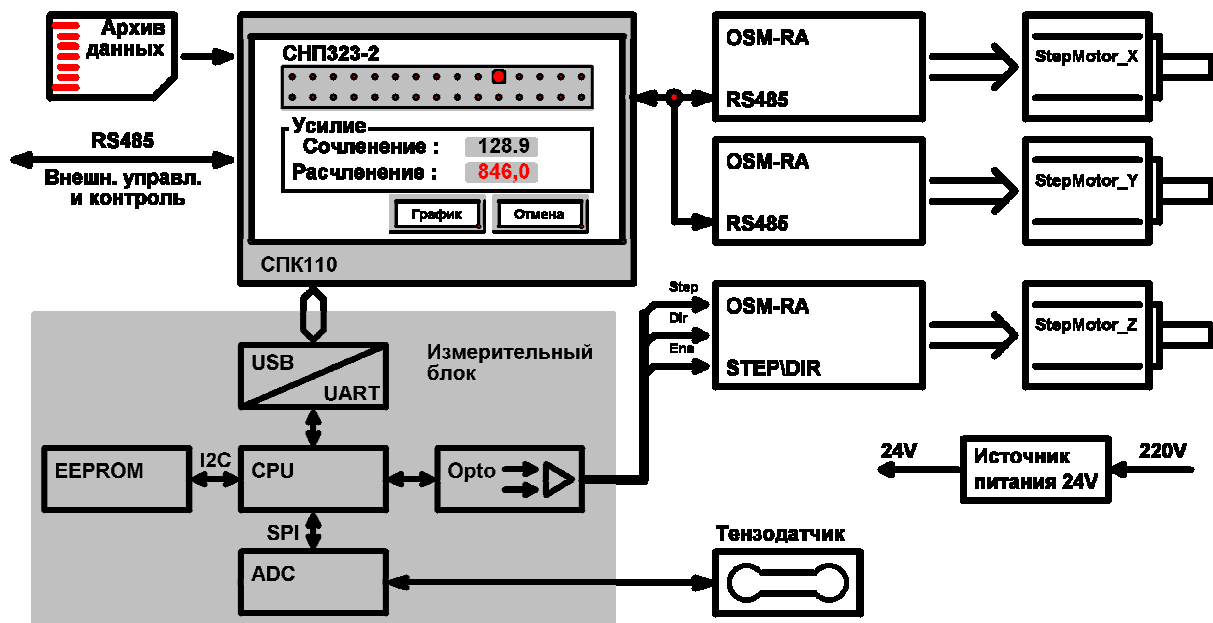 Архив
данных
RS485
Внешн. управл.
и контроль
СНП323-2
Усилие
Сочленение : 128.9
Расчленение : 846,0
График Отмена
СПК110
OSM-RA
RS485
StepMotor_X
OSM-RA
RS485
StepMotor_Y
Step
Dir
Ena
OSM-RA
STEP\DIR
StepMotor_Z
Измерительный
блок
USB
UART
EEPROM
I2C
CPU
Opto
SPI
ADC
24V
Источник
питания 24V
220V
Тензодатчик